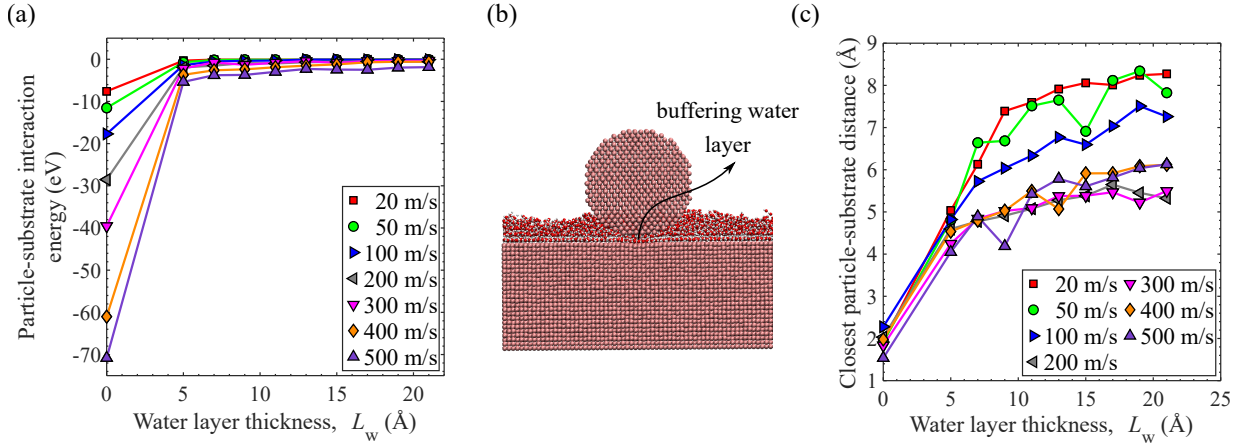 (a)
Particle-substrate interaction
energy (eV)
0
-10
-20
-30
-40
-50
-60
-70
20 m/s
50 m/s
100 m/s
200 m/s
300 m/s
400 m/s
500 m/s
0 5 10 15 20
Water layer thickness, L_w (Å)
(b)
buffering water
layer
(c)
Closest particle-substrate distance (Å)
9
8
7
6
5
4
3
2
1
20 m/s 300 m/s
50 m/s 400 m/s
100 m/s 500 m/s
200 m/s
0 5 10 15 20 25
Water layer thickness, L_w (Å)